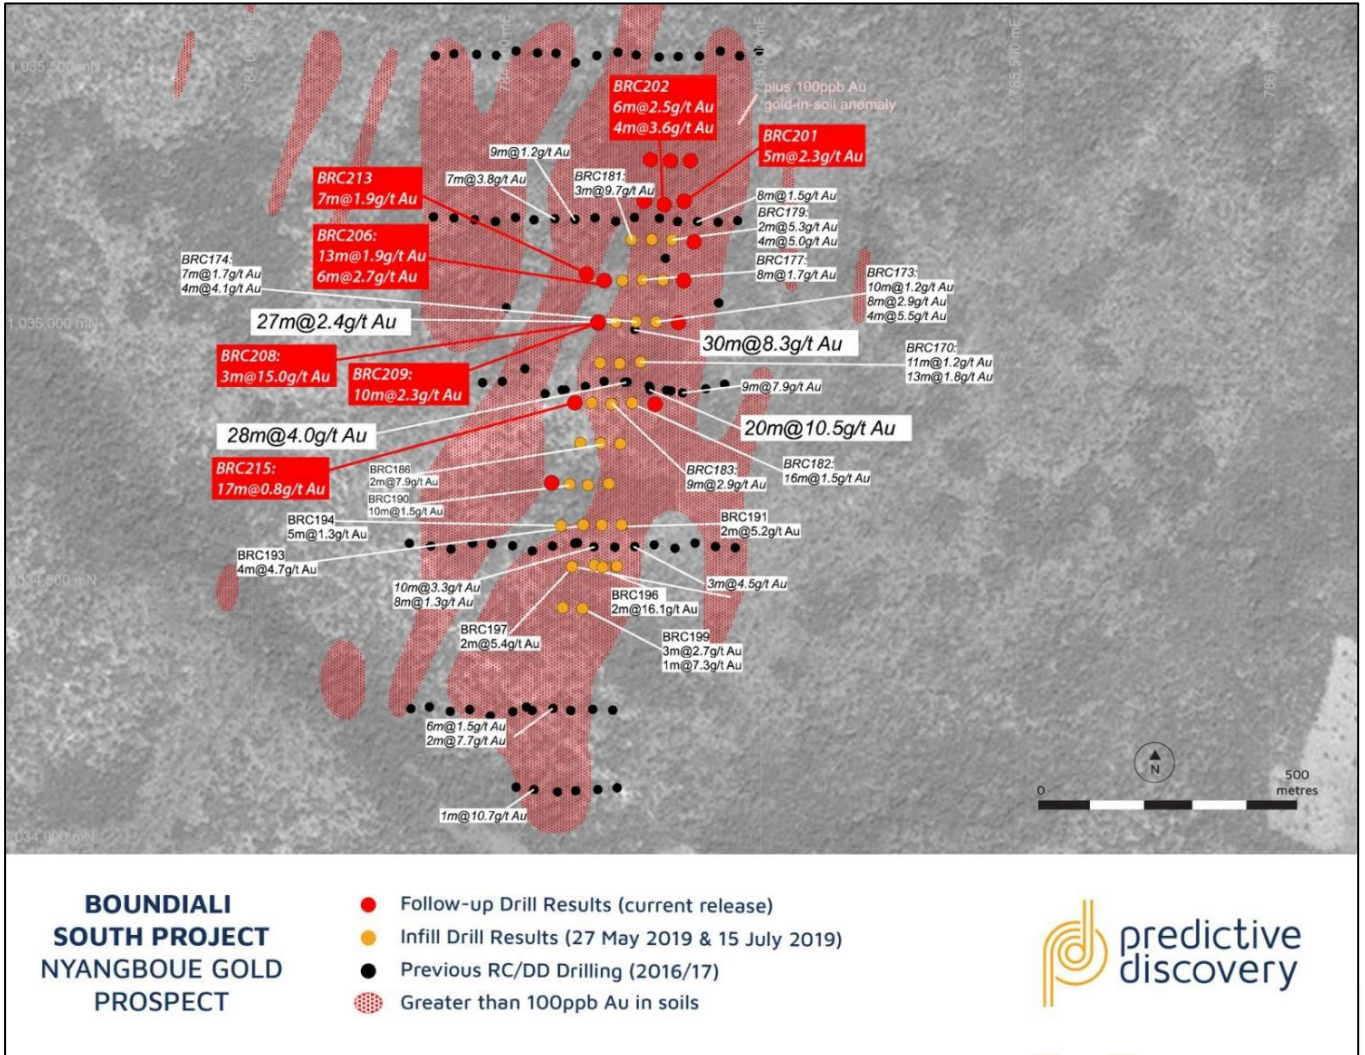 1,035,500 mN
785,000 mE
plus 100ppb Au
gold-in-soil anomaly
BRC202
6m@2.5g/t Au
4m@3.6g/t Au
BRC201
5m@2.3g/t Au
9m@1.2g/t Au
7m@3.8g/t Au
BRC181:
3m@9.7g/t Au
BRC213
7m@1.9g/t Au
8m@1.5g/t Au
BRC179:
2m@5.3g/t Au
4m@5.0g/t Au
BRC206:
13m@1.9g/t Au
6m@2.7g/t Au
BRC174:
7m@1.7g/t Au
4m@4.1g/t Au
BRC177:
8m@1.7g/t Au
BRC173:
10m@1.2g/t Au
8m@2.9g/t Au
4m@5.5g/t Au
1,035,000 mN
27m@2.4g/t Au
30m@8.3g/t Au
BRC208:
3m@15.0g/t Au
BRC209:
10m@2.3g/t Au
BRC170:
11m@1.2g/t Au
13m@1.8g/t Au
9m@7.9g/t Au
28m@4.0g/t Au
20m@10.5g/t Au
BRC215:
17m@0.8g/t Au
BRC186
2m@7.9g/t Au
BRC190
10m@1.5g/t Au
BRC183:
9m@2.9g/t Au
BRC182:
16m@1.5g/t Au
BRC194
5m@1.3g/t Au
BRC191
2m@5.2g/t Au
BRC193
4m@4.7g/t Au
10m@3.3g/t Au
8m@1.3g/t Au
3m@4.5g/t Au
BRC196
2m@16.1g/t Au
BRC197
2m@5.4g/t Au
BRC199
3m@2.7g/t Au
1m@7.3g/t Au
6m@1.5g/t Au
2m@7.7g/t Au
1m@10.7g/t Au
N
0
500
metres
BOUNDIALI
SOUTH PROJECT
NYANGBOUE GOLD
PROSPECT
Follow-up Drill Results (current release)
Infill Drill Results (27 May 2019 & 15 July 2019)
Previous RC/DD Drilling (2016/17)
Greater than 100ppb Au in soils
predictive
discovery